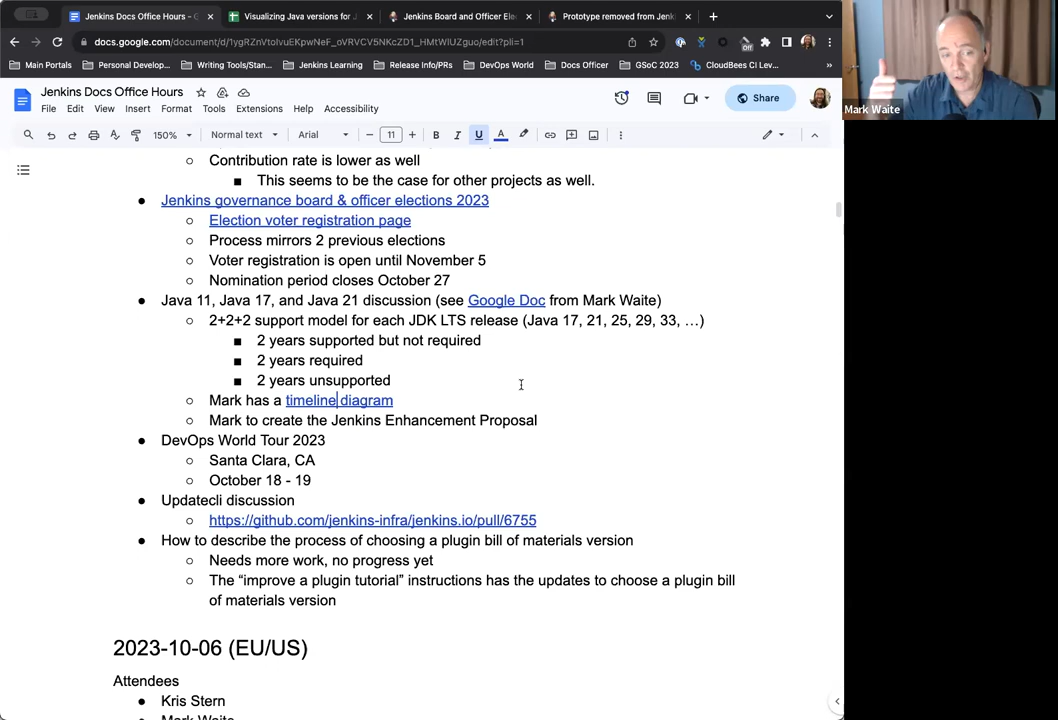 Jenkins Docs Office Hours - G
Visualizing Java versions for J
Jenkins Board and Officer Ele
Prototype removed from Jenk
docs.google.com/document/d/1ygRZnVtoIvuEKpwNeF_oVRVCV5NKcZD1_HMtWlUZguo/edit?pli=1
Off
Main Portals
Personal Develop...
Writing Tools/Stan...
Jenkins Learning
Release Info/PRs
DevOps World
Docs Officer
GSoC 2023
CloudBees CI Lev...
Jenkins Docs Office Hours
File Edit View Insert Format Tools Extensions Help Accessibility
Share
150% Normal text Arial 11
Contribution rate is lower as well
This seems to be the case for other projects as well.
Jenkins governance board & officer elections 2023
Election voter registration page
Process mirrors 2 previous elections
Voter registration is open until November 5
Nomination period closes October 27
Java 11, Java 17, and Java 21 discussion (see Google Doc from Mark Waite)
2+2+2 support model for each JDK LTS release (Java 17, 21, 25, 29, 33, …)
2 years supported but not required
2 years required
2 years unsupported
Mark has a timeline diagram
Mark to create the Jenkins Enhancement Proposal
DevOps World Tour 2023
Santa Clara, CA
October 18 - 19
Updatecli discussion
https://github.com/jenkins-infra/jenkins.io/pull/6755
How to describe the process of choosing a plugin bill of materials version
Needs more work, no progress yet
The “improve a plugin tutorial” instructions has the updates to choose a plugin bill
of materials version
2023-10-06 (EU/US)
Attendees
Kris Stern
Mark Waite
Mark Waite